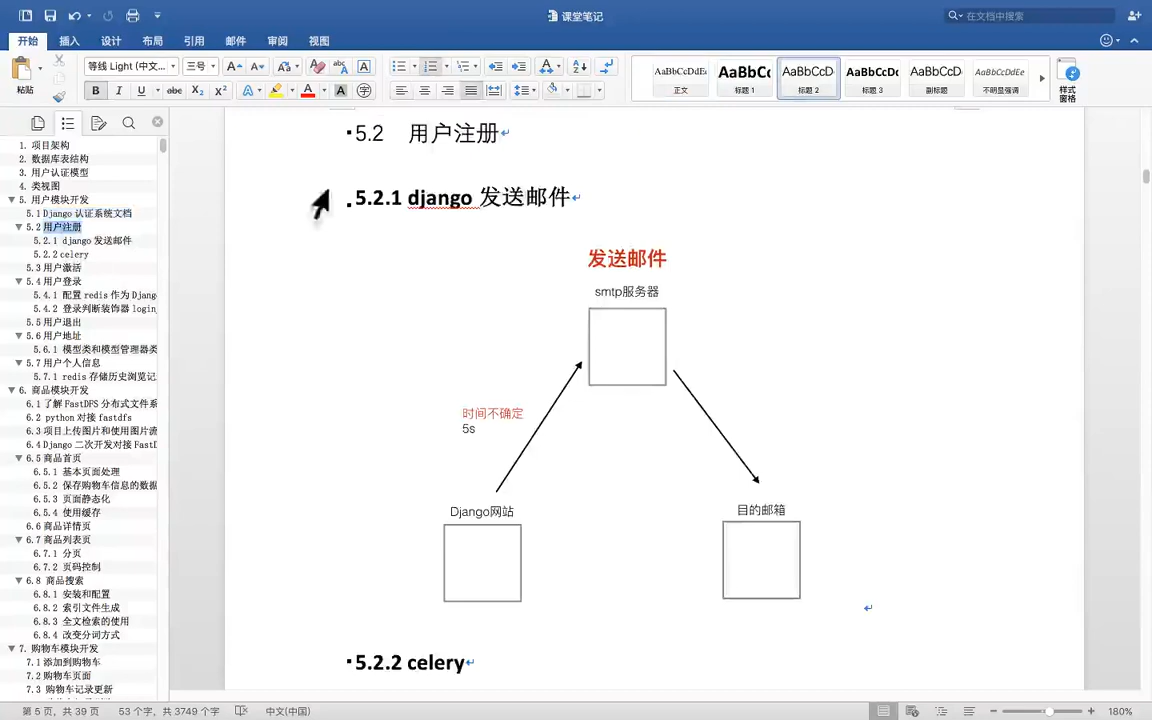 课堂笔记
在文档中搜索
开始
插入
设计
布局
引用
邮件
审阅
视图
粘贴
等线 Light (中文...
三号
A
A
abc
A
B I U abc X₂ X²
A
A
A
字
AaBbCcDdEe
正文
AaBbCc
标题 1
AaBbCcD
标题 2
AaBbCcDc
标题 3
AaBbCcD
副标题
AaBbCcDdEe
不明显强调
样式
窗格
1. 项目架构
2. 数据库表结构
3. 用户认证模型
4. 类视图
5. 用户模块开发
5.1 Django 认证系统文档
5.2 用户注册
5.2.1 django 发送邮件
5.2.2 celery
5.3 用户激活
5.4 用户登录
5.4.1 配置 redis 作为 Djang
5.4.2 登录判断装饰器 login_
5.5 用户退出
5.6 用户地址
5.6.1 模型类和模型管理器类
5.7 用户个人信息
5.7.1 redis 存储历史浏览记
6. 商品模块开发
6.1 了解 FastDFS 分布式文件系
6.2 python 对接 fastdfs
6.3 项目上传图片和使用图片流
6.4 Django 二次开发对接 FastD
6.5 商品首页
6.5.1 基本页面处理
6.5.2 保存购物车信息的数据
6.5.3 页面静态化
6.5.4 使用缓存
6.6 商品详情页
6.7 商品列表页
6.7.1 分页
6.7.2 页码控制
6.8 商品搜索
6.8.1 安装和配置
6.8.2 索引文件生成
6.8.3 全文检索的使用
6.8.4 改变分词方式
7. 购物车模块开发
7.1 添加到购物车
7.2 购物车页面
7.3 购物车记录更新
5.2 用户注册
5.2.1 django 发送邮件
发送邮件
smtp服务器
时间不确定
5s
Django网站
目的邮箱
5.2.2 celery
第 5 页，共 39 页
53 个字，共 3749 个字
中文(中国)
180%